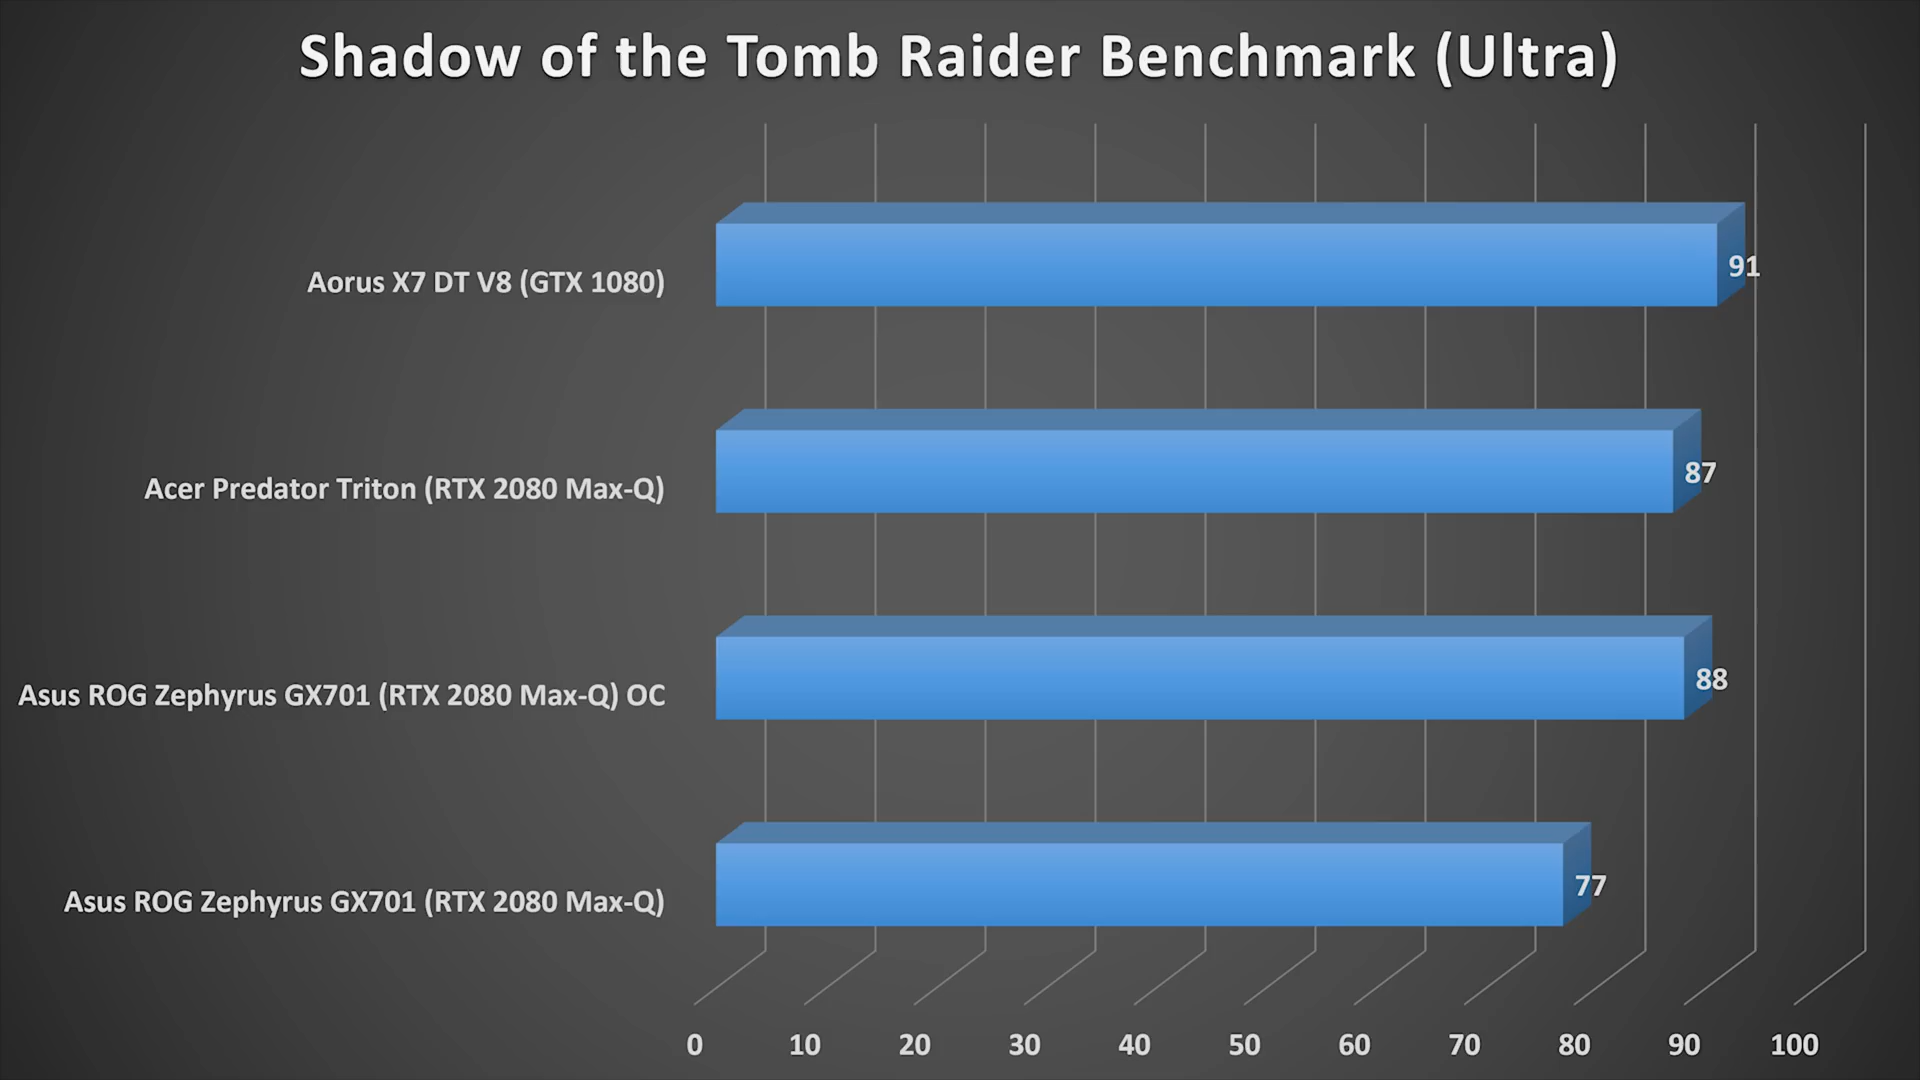 Shadow of the Tomb Raider Benchmark (Ultra)
Aorus X7 DT V8 (GTX 1080)
91
Acer Predator Triton (RTX 2080 Max-Q)
87
Asus ROG Zephyrus GX701 (RTX 2080 Max-Q) OC
88
Asus ROG Zephyrus GX701 (RTX 2080 Max-Q)
77
0 10 20 30 40 50 60 70 80 90 100